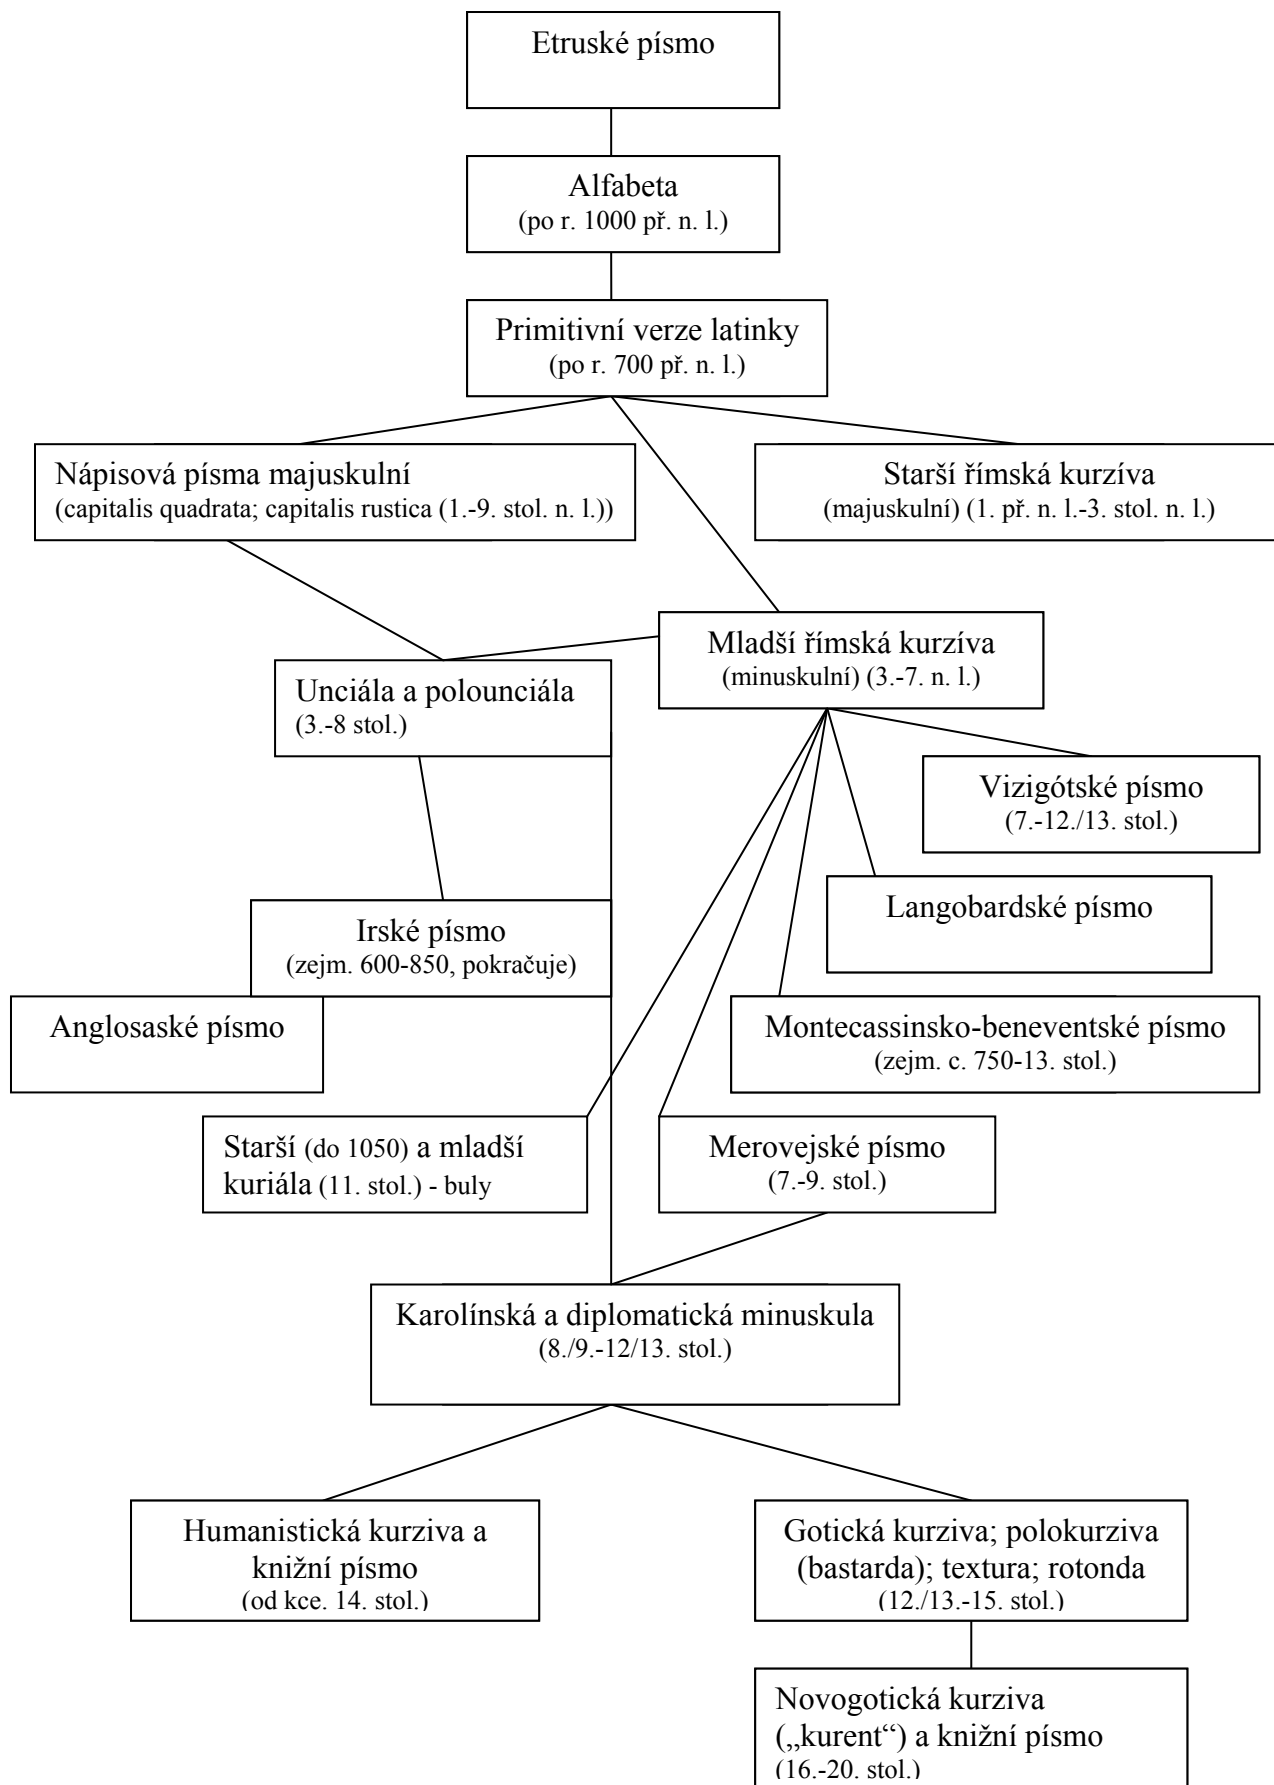 Etruské písmo
Alfabeta
(po r. 1000 př. n. l.)
Primitivní verze latinky
(po r. 700 př. n. l.)
Nápisová písma majuskulní
(capitalis quadrata; capitalis rustica (1.-9. stol. n. l.))
Starší římská kurzíva
(majuskulní) (1. př. n. l.-3. stol. n. l.)
Mladší římská kurzíva
(minuskulní) (3.-7. n. l.)
Unciála a polounciála
(3.-8 stol.)
Vizigótské písmo
(7.-12./13. stol.)
Langobardské písmo
Irské písmo
(zejm. 600-850, pokračuje)
Anglosaské písmo
Montecassinsko-beneventské písmo
(zejm. c. 750-13. stol.)
Starší (do 1050) a mladší
kuriála (11. stol.) - buly
Merovejské písmo
(7.-9. stol.)
Karolínská a diplomatická minuskula
(8./9.-12/13. stol.)
Humanistická kurziva a
knižní písmo
(od kce. 14. stol.)
Gotická kurziva; polokurziva
(bastarda); textura; rotonda
(12./13.-15. stol.)
Novogotická kurziva
(„kurent“) a knižní písmo
(16.-20. stol.)